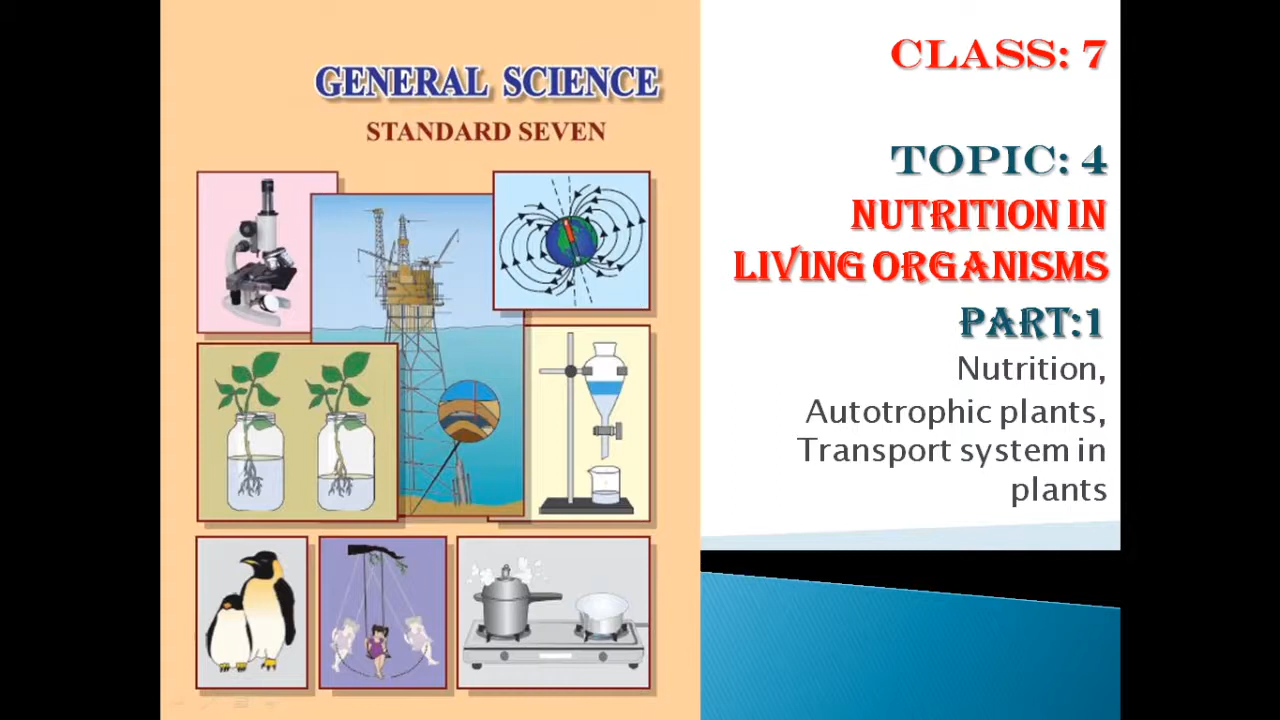 GENERAL SCIENCE
STANDARD SEVEN
CLASS: 7
TOPIC: 4
NUTRITION IN
LIVING ORGANISMS
PART:1
Nutrition,
Autotrophic plants,
Transport system in
plants